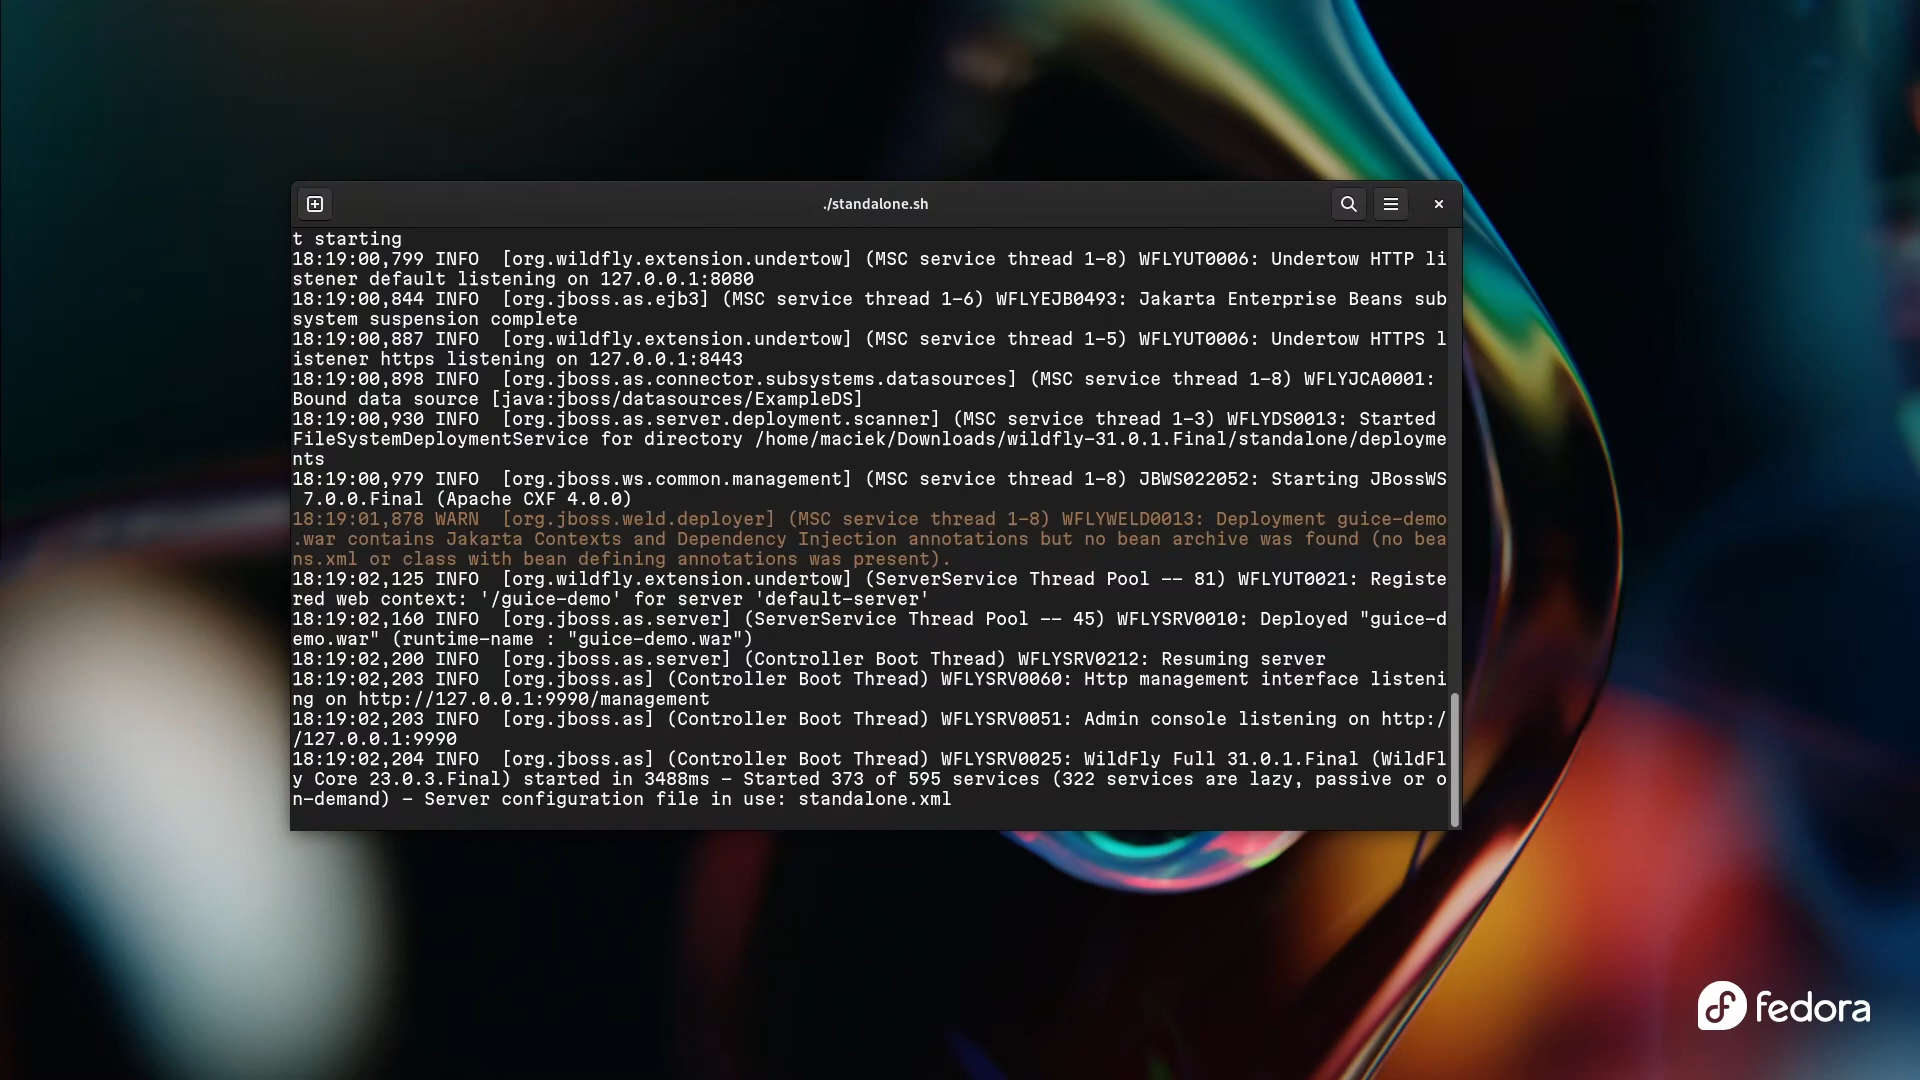 ./standalone.sh
t starting
18:19:00,799 INFO  [org.wildfly.extension.undertow] (MSC service thread 1-8) WFLYUT0006: Undertow HTTP li
stener default listening on 127.0.0.1:8080
18:19:00,844 INFO  [org.jboss.as.ejb3] (MSC service thread 1-6) WFLYEJB0493: Jakarta Enterprise Beans sub
system suspension complete
18:19:00,887 INFO  [org.wildfly.extension.undertow] (MSC service thread 1-5) WFLYUT0006: Undertow HTTPS l
istener https listening on 127.0.0.1:8443
18:19:00,898 INFO  [org.jboss.as.connector.subsystems.datasources] (MSC service thread 1-8) WFLYJCA0001:
Bound data source [java:jboss/datasources/ExampleDS]
18:19:00,930 INFO  [org.jboss.as.server.deployment.scanner] (MSC service thread 1-3) WFLYDS0013: Started
FileSystemDeploymentService for directory /home/maciek/Downloads/wildfly-31.0.1.Final/standalone/deployme
nts
18:19:00,979 INFO  [org.jboss.ws.common.management] (MSC service thread 1-8) JBWS022052: Starting JBossWS
 7.0.0.Final (Apache CXF 4.0.0)
18:19:01,878 WARN  [org.jboss.weld.deployer] (MSC service thread 1-8) WFLYWELD0013: Deployment guice-demo
.war contains Jakarta Contexts and Dependency Injection annotations but no bean archive was found (no bea
ns.xml or class with bean defining annotations was present).
18:19:02,125 INFO  [org.wildfly.extension.undertow] (ServerService Thread Pool -- 81) WFLYUT0021: Registe
red web context: '/guice-demo' for server 'default-server'
18:19:02,160 INFO  [org.jboss.as.server] (ServerService Thread Pool -- 45) WFLYSRV0010: Deployed "guice-d
emo.war" (runtime-name : "guice-demo.war")
18:19:02,200 INFO  [org.jboss.as.server] (Controller Boot Thread) WFLYSRV0212: Resuming server
18:19:02,203 INFO  [org.jboss.as] (Controller Boot Thread) WFLYSRV0060: Http management interface listeni
ng on http://127.0.0.1:9990/management
18:19:02,203 INFO  [org.jboss.as] (Controller Boot Thread) WFLYSRV0051: Admin console listening on http:/
/127.0.0.1:9990
18:19:02,204 INFO  [org.jboss.as] (Controller Boot Thread) WFLYSRV0025: WildFly Full 31.0.1.Final (WildFl
y Core 23.0.3.Final) started in 3488ms - Started 373 of 595 services (322 services are lazy, passive or o
n-demand) - Server configuration file in use: standalone.xml
fedora